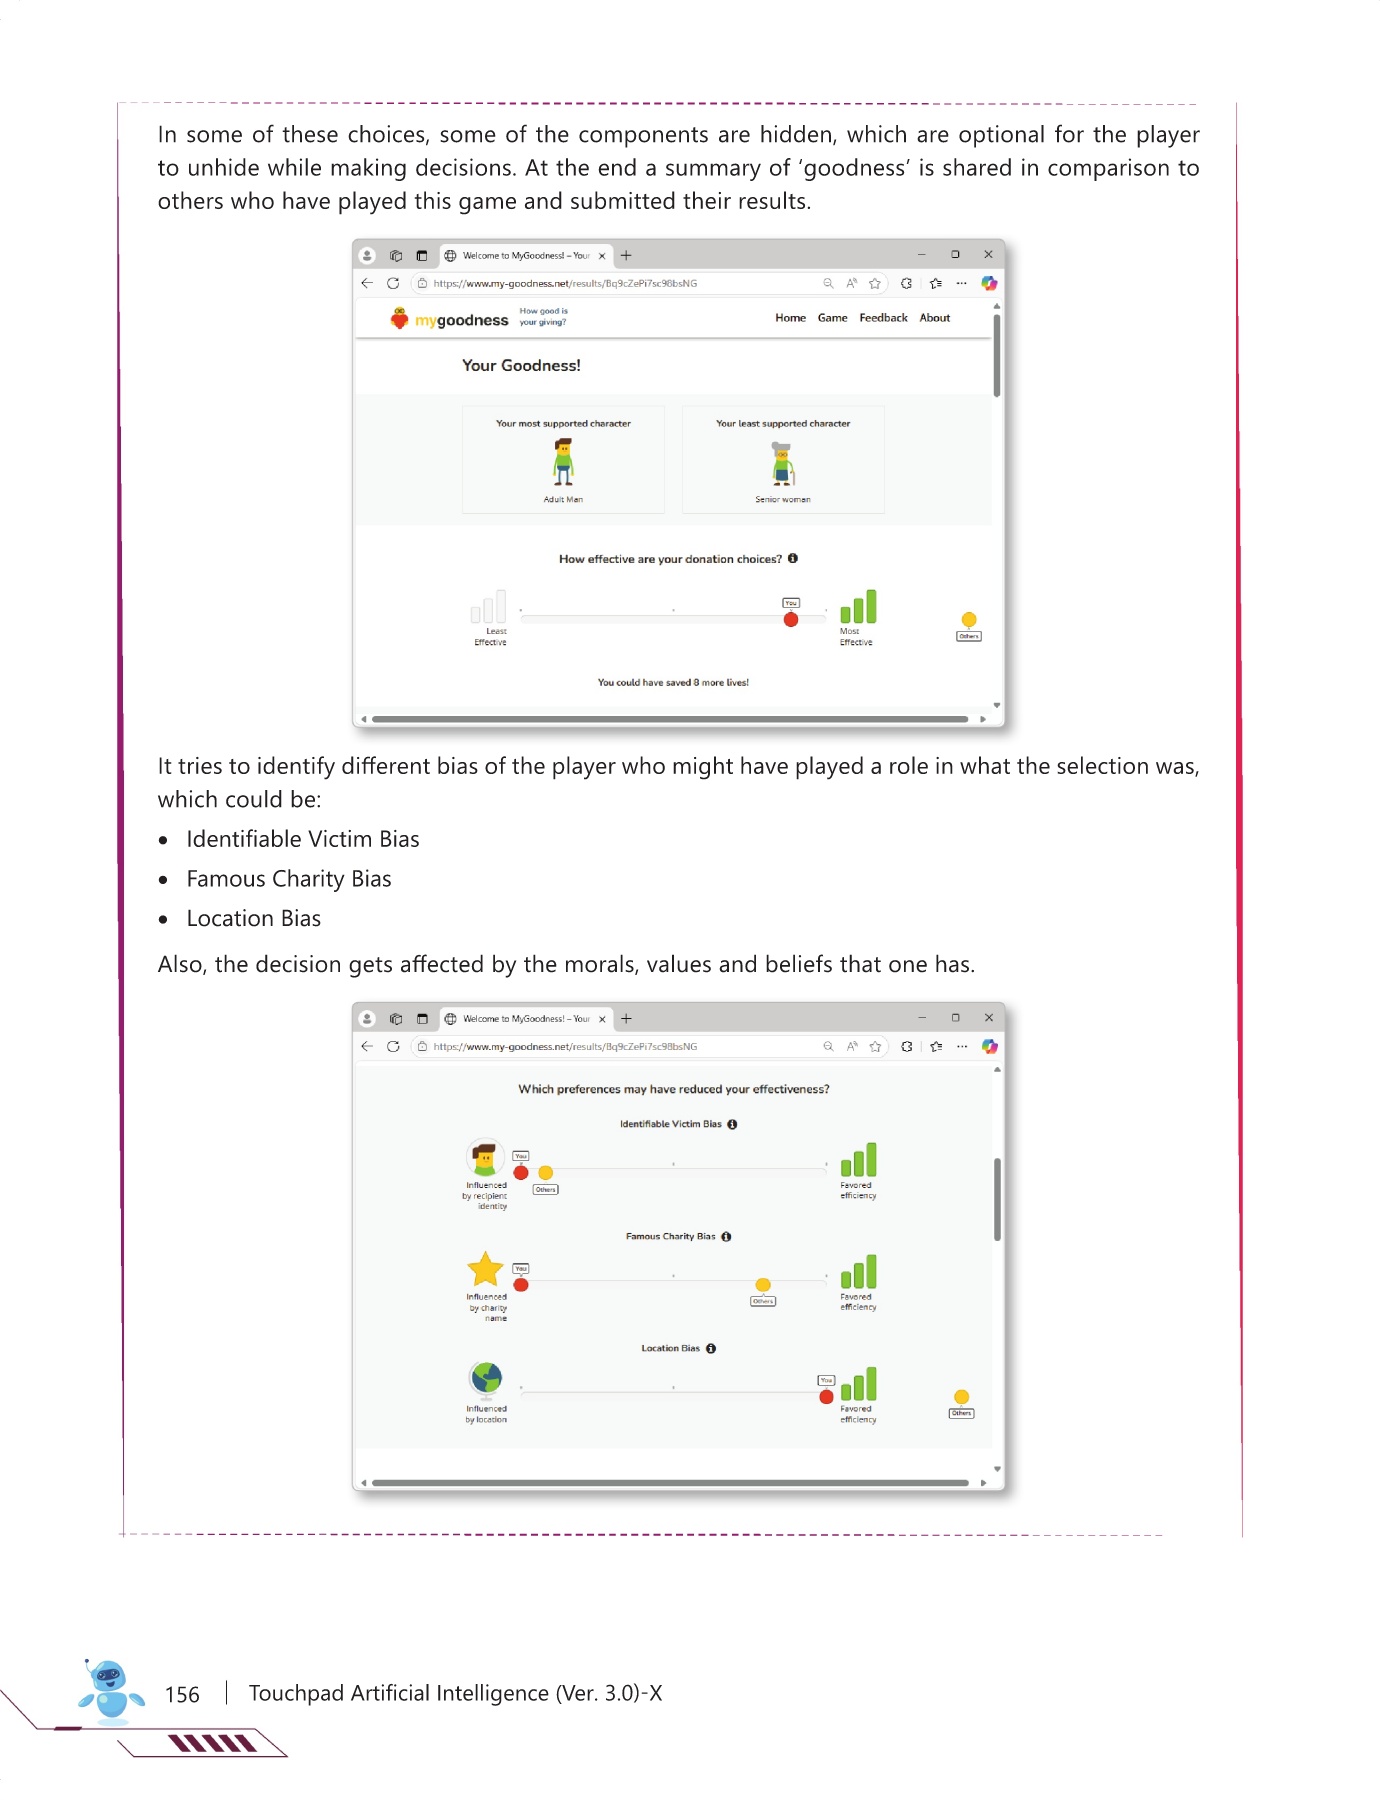 In some of these choices, some of the components are hidden, which are optional for the player
to unhide while making decisions. At the end a summary of ‘goodness’ is shared in comparison to
others who have played this game and submitted their results.
Welcome to MyGoodness! – Your
https://www.my-goodness.net/results/Bq9cZePi7sc98bsNG
mygoodness
How good is
your giving?
Home Game Feedback About
Your Goodness!
Your most supported character
Adult Man
Your least supported character
Senior woman
How effective are your donation choices?
You
Least
Effective
Most
Effective
Others
You could have saved 8 more lives!
It tries to identify different bias of the player who might have played a role in what the selection was,
which could be:
• Identifiable Victim Bias
• Famous Charity Bias
• Location Bias
Also, the decision gets affected by the morals, values and beliefs that one has.
Welcome to MyGoodness! – Your
https://www.my-goodness.net/results/Bq9cZePi7sc98bsNG
Which preferences may have reduced your effectiveness?
Identifiable Victim Bias
You
Others
Influenced
by recipient
identity
Favored
efficiency
Famous Charity Bias
You
Others
Influenced
by charity
name
Favored
efficiency
Location Bias
You
Influenced
by location
Favored
efficiency
Others
156 | Touchpad Artificial Intelligence (Ver. 3.0)-X